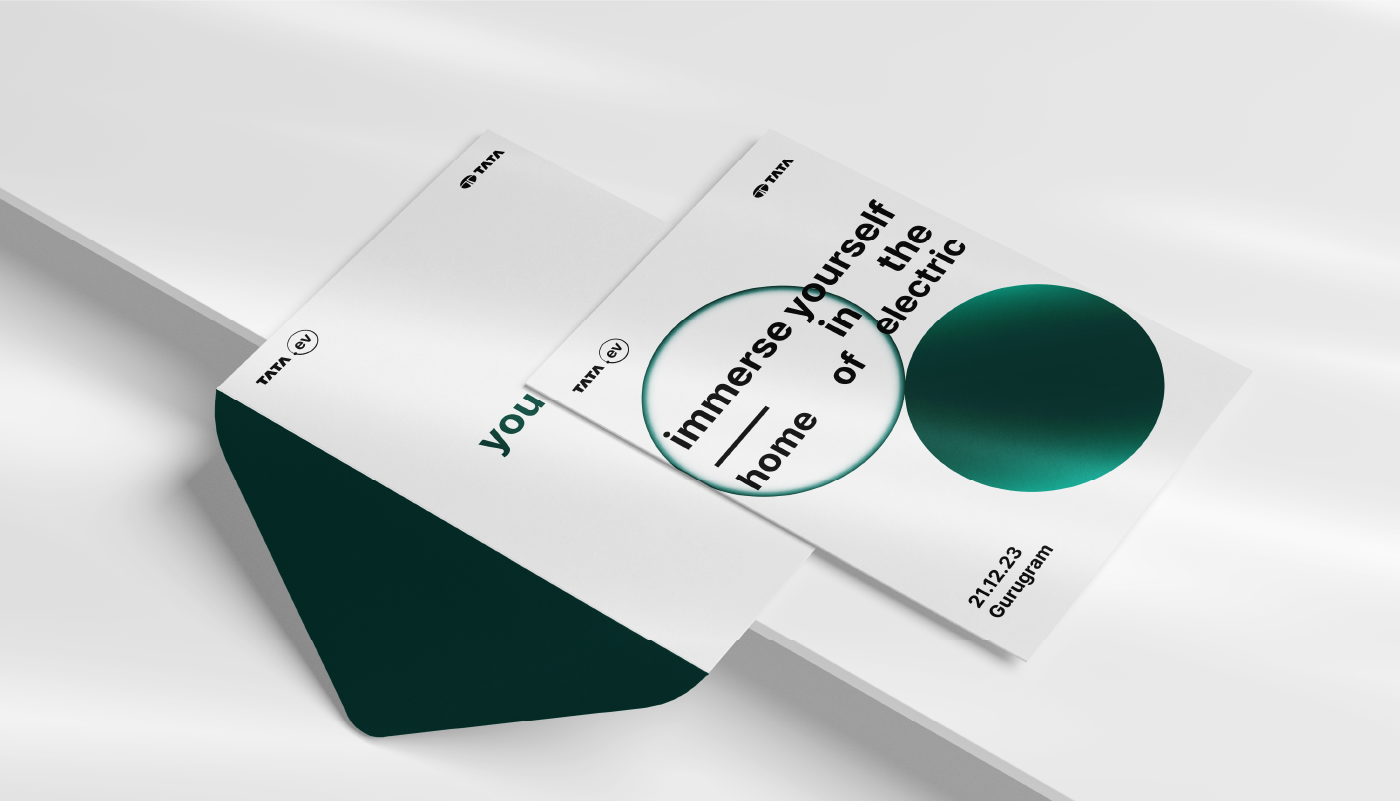 TATA
TATA .ev
you
TATA
TATA .ev
immerse yourself
— in the
home of electric
21.12.23
Gurugram